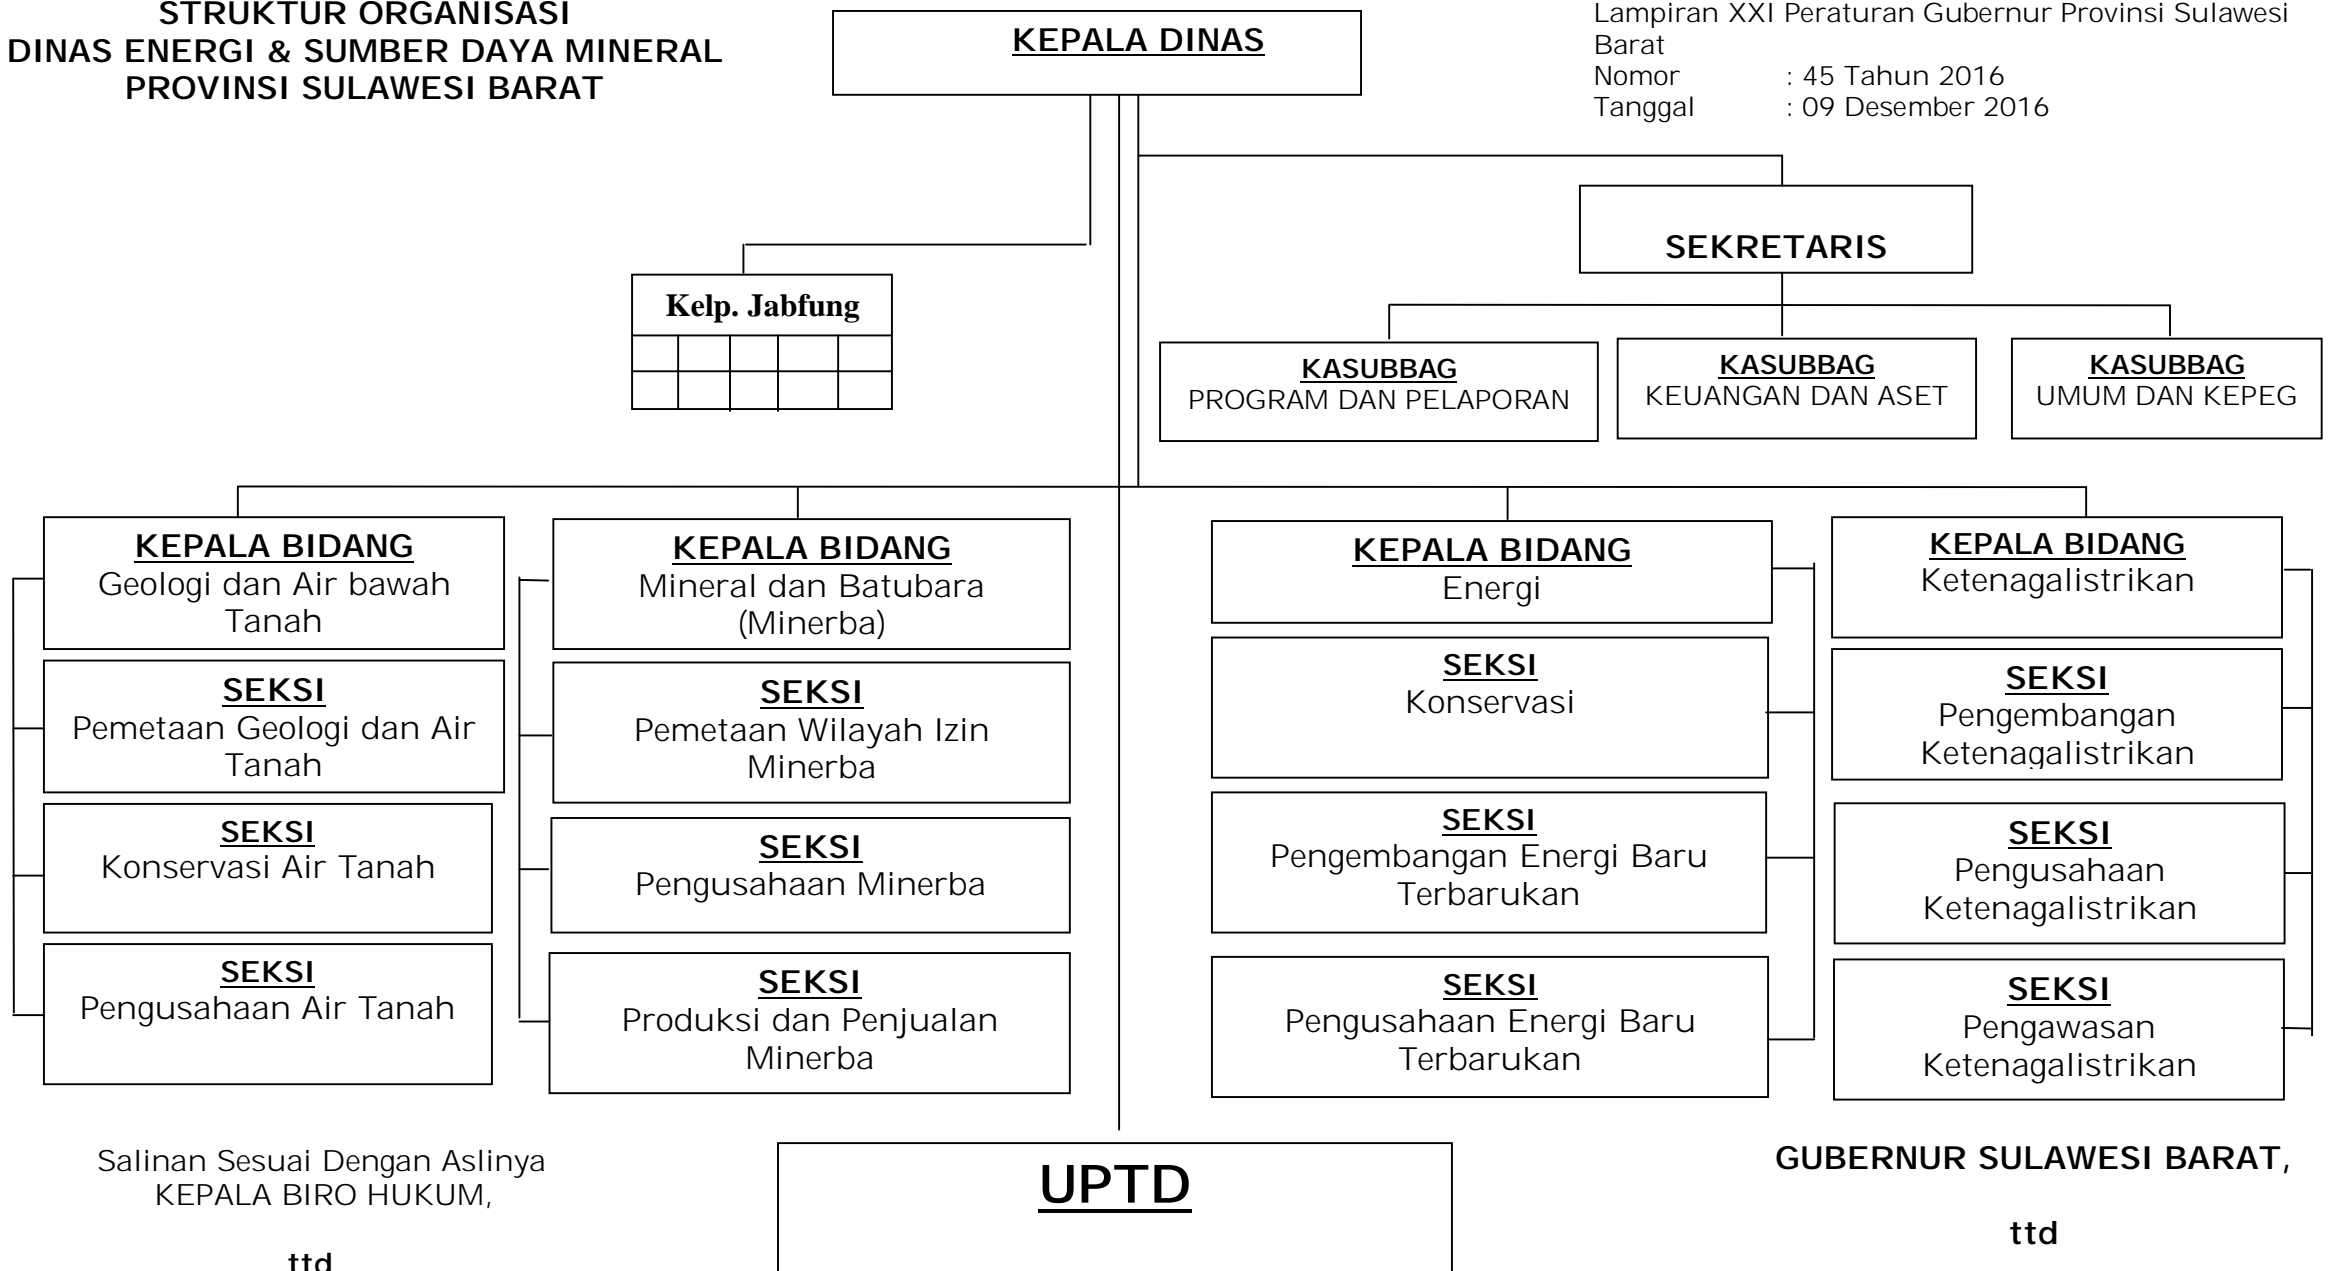 STRUKTUR ORGANISASI
DINAS ENERGI & SUMBER DAYA MINERAL
PROVINSI SULAWESI BARAT
KEPALA DINAS
Lampiran XXI Peraturan Gubernur Provinsi Sulawesi
Barat
Nomor : 45 Tahun 2016
Tanggal : 09 Desember 2016
SEKRETARIS
Kelp. Jabfung
KASUBBAG
PROGRAM DAN PELAPORAN
KASUBBAG
KEUANGAN DAN ASET
KASUBBAG
UMUM DAN KEPEG
KEPALA BIDANG
Geologi dan Air bawah
Tanah
SEKSI
Pemetaan Geologi dan Air
Tanah
SEKSI
Konservasi Air Tanah
SEKSI
Pengusahaan Air Tanah
KEPALA BIDANG
Mineral dan Batubara
(Minerba)
SEKSI
Pemetaan Wilayah Izin
Minerba
SEKSI
Pengusahaan Minerba
SEKSI
Produksi dan Penjualan
Minerba
KEPALA BIDANG
Energi
SEKSI
Konservasi
SEKSI
Pengembangan Energi Baru
Terbarukan
SEKSI
Pengusahaan Energi Baru
Terbarukan
KEPALA BIDANG
Ketenagalistrikan
SEKSI
Pengembangan
Ketenagalistrikan
SEKSI
Pengusahaan
Ketenagalistrikan
SEKSI
Pengawasan
Ketenagalistrikan
Salinan Sesuai Dengan Aslinya
KEPALA BIRO HUKUM,
ttd
UPTD
GUBERNUR SULAWESI BARAT,
ttd